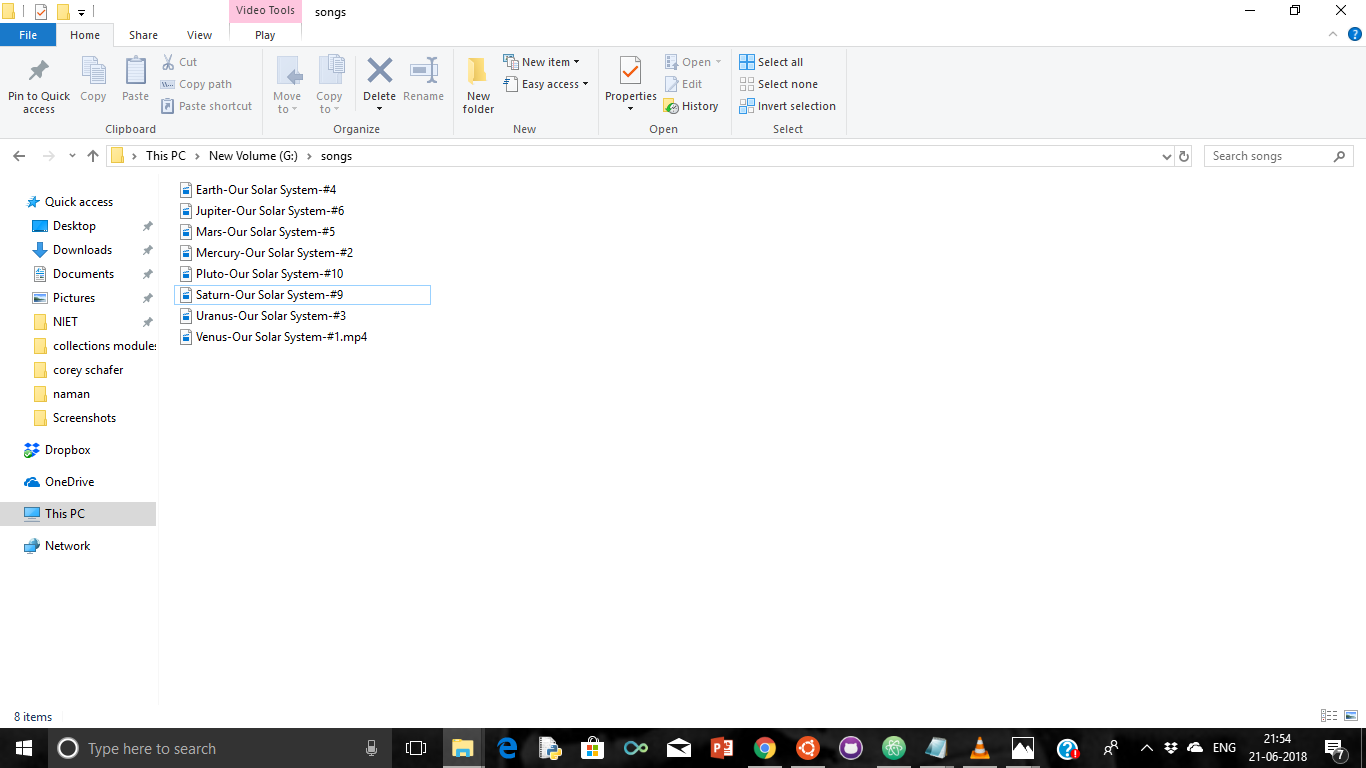 Video Tools songs
File Home Share View Play
Pin to Quick access
Copy
Paste
Cut
Copy path
Paste shortcut
Clipboard
Move to
Copy to
Delete
Rename
Organize
New folder
New item
Easy access
New
Properties
Open
Edit
History
Open
Select all
Select none
Invert selection
Select
This PC New Volume (G:) songs
Search songs
Quick access
Desktop
Downloads
Documents
Pictures
NIET
collections modules
corey schafer
naman
Screenshots
Dropbox
OneDrive
This PC
Network
Earth-Our Solar System-#4
Jupiter-Our Solar System-#6
Mars-Our Solar System-#5
Mercury-Our Solar System-#2
Pluto-Our Solar System-#10
Saturn-Our Solar System-#9
Uranus-Our Solar System-#3
Venus-Our Solar System-#1.mp4
8 items
Type here to search
ENG
21:54
21-06-2018
7